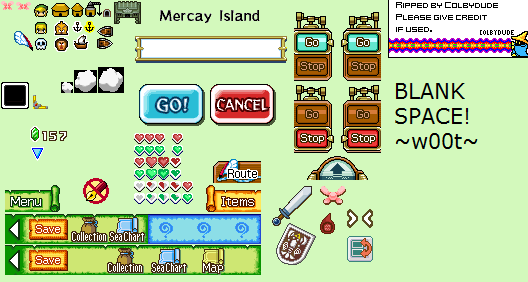 Mercay Island
Ripped by Colbydude
Please give credit
if used.
COLBYDUDE
Go
Go
Stop
Stop
GO!
CANCEL
Go
Go
Stop
Stop
BLANK
SPACE!
~w00t~
157
Route
Menu
Items
Save
Collection
SeaChart
Save
Collection
SeaChart
Map